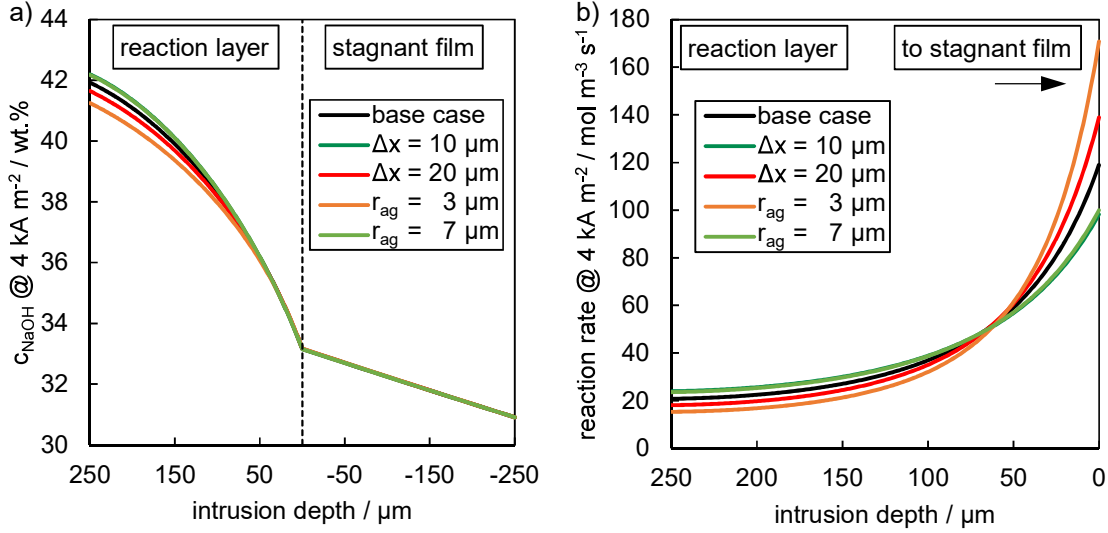 a)
44
42
40
38
36
34
32
30
c_NaOH @ 4 kA m⁻² / wt.%
reaction layer
stagnant film
base case
Δx = 10 µm
Δx = 20 µm
r_ag = 3 µm
r_ag = 7 µm
250 150 50 -50 -150 -250
intrusion depth / µm
b)
180
160
140
120
100
80
60
40
20
0
reaction rate @ 4 kA m⁻² / mol m⁻³ s⁻¹
reaction layer
to stagnant film
base case
Δx = 10 µm
Δx = 20 µm
r_ag = 3 µm
r_ag = 7 µm
250 200 150 100 50 0
intrusion depth / µm